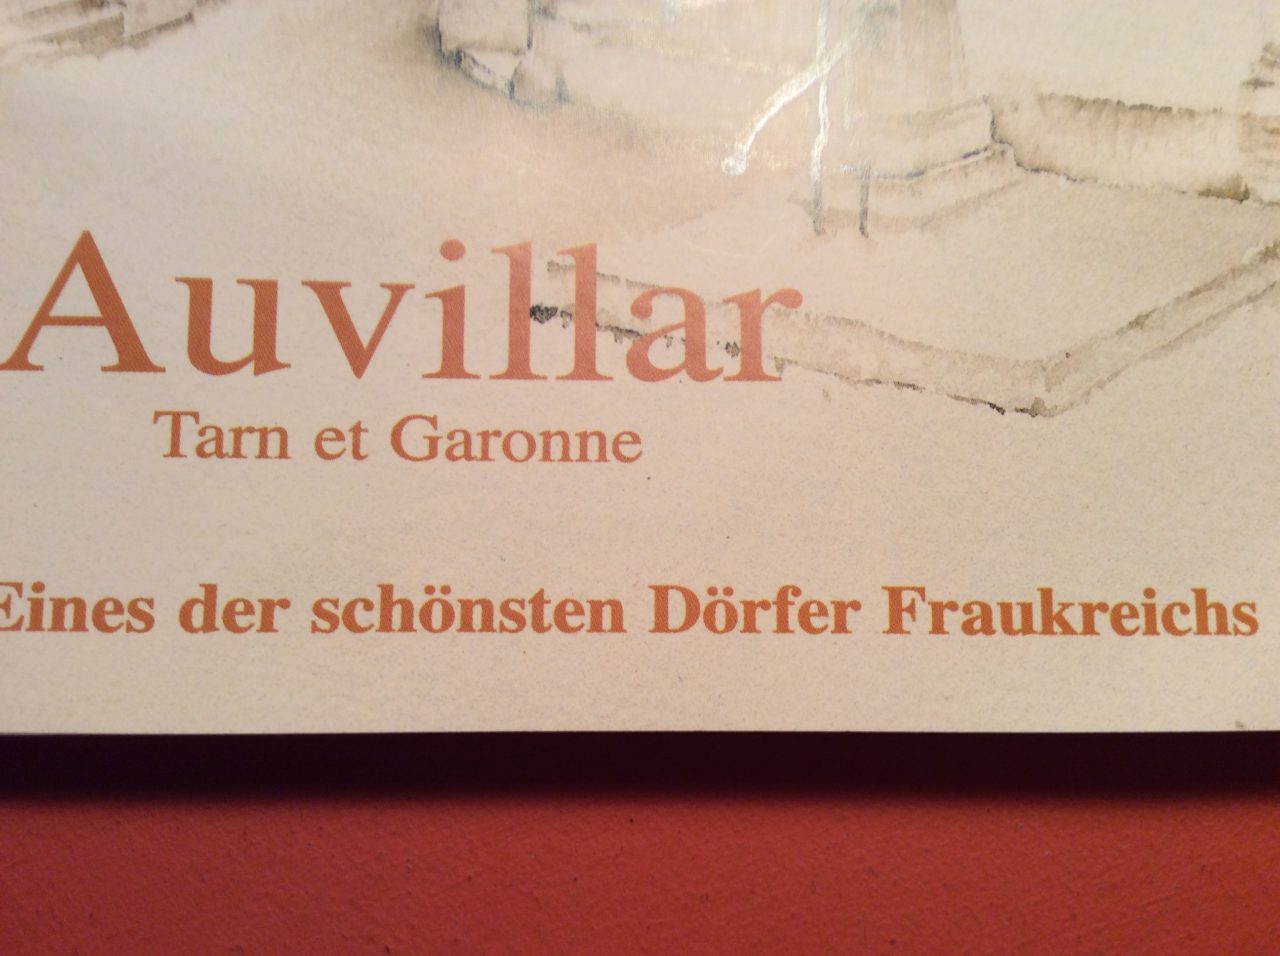 Auvillar
Tarn et Garonne
Eines der schönsten Dörfer Fraukreichs